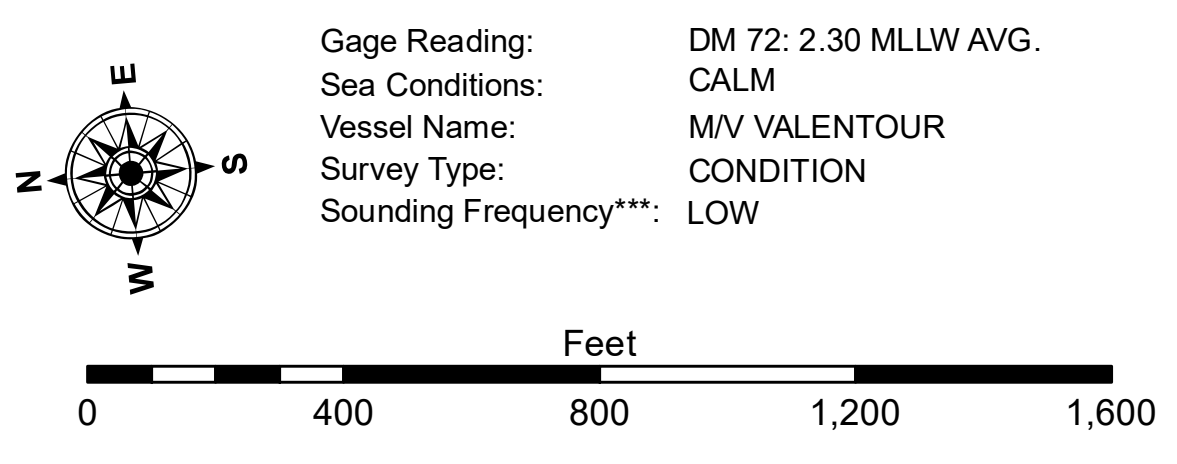 E
N
S
W
Gage Reading: DM 72: 2.30 MLLW AVG.
Sea Conditions: CALM
Vessel Name: M/V VALENTOUR
Survey Type: CONDITION
Sounding Frequency***: LOW
Feet
0 400 800 1,200 1,600